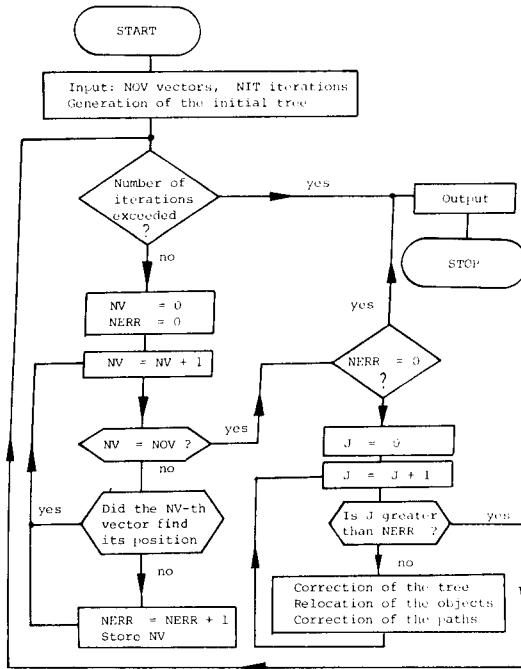 START
Input: NOV vectors, NIT iterations
Generation of the initial tree
Number of
iterations
exceeded
?
yes
Output
STOP
no
NV = 0
NERR = 0
NV = NV + 1
NV = NOV ?
yes
no
Did the NV-th
vector find
its position
yes
no
NERR = NERR + 1
Store NV
yes
NERR = 0
?
J = 0
J = J + 1
Is J greater
than NERR ?
yes
no
Correction of the tree
Relocation of the objects
Correction of the paths